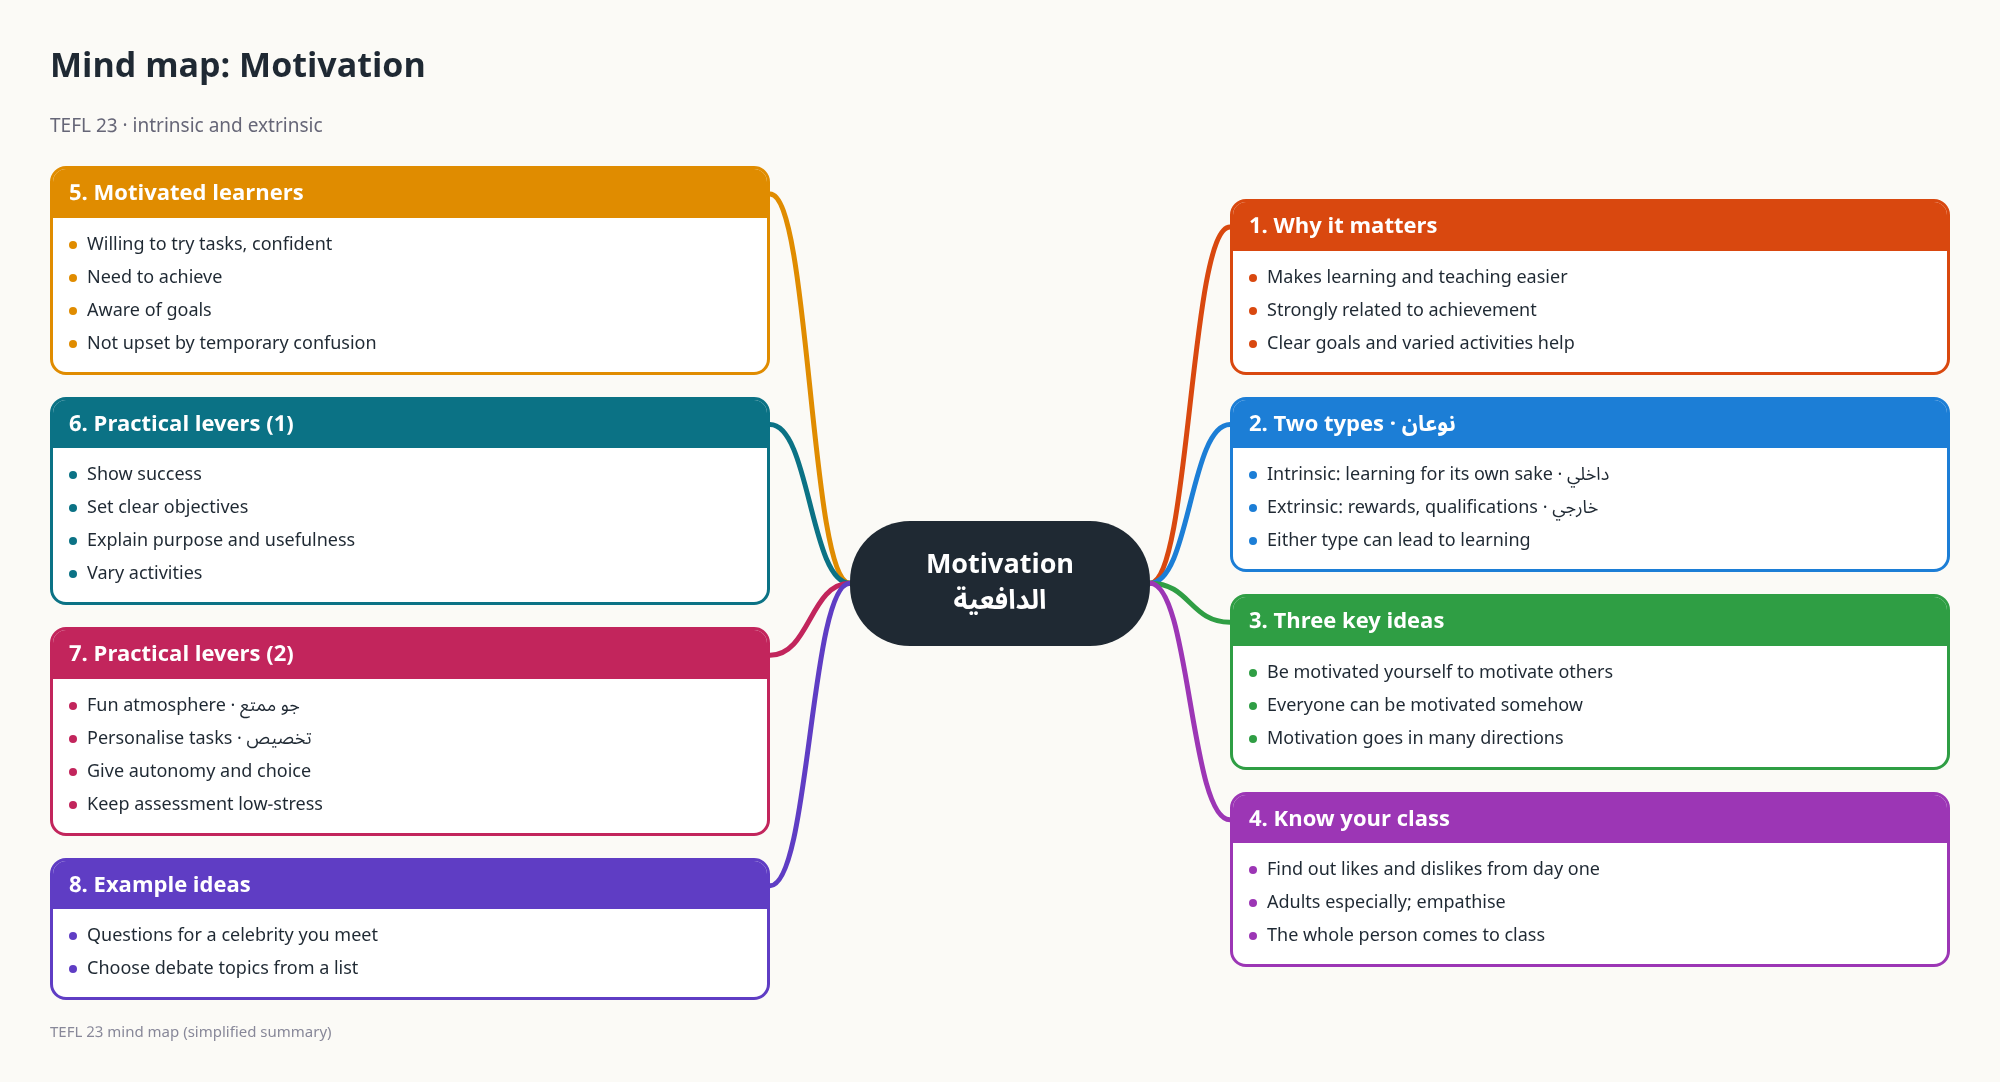 Mind map: Motivation
TEFL 23 · intrinsic and extrinsic
Motivation
الدافعية
1. Why it matters
Makes learning and teaching easier
Strongly related to achievement
Clear goals and varied activities help
2. Two types · نوعان
Intrinsic: learning for its own sake · داخلي
Extrinsic: rewards, qualifications · خارجي
Either type can lead to learning
3. Three key ideas
Be motivated yourself to motivate others
Everyone can be motivated somehow
Motivation goes in many directions
4. Know your class
Find out likes and dislikes from day one
Adults especially; empathise
The whole person comes to class
5. Motivated learners
Willing to try tasks, confident
Need to achieve
Aware of goals
Not upset by temporary confusion
6. Practical levers (1)
Show success
Set clear objectives
Explain purpose and usefulness
Vary activities
7. Practical levers (2)
Fun atmosphere · جو ممتع
Personalise tasks · تخصيص
Give autonomy and choice
Keep assessment low-stress
8. Example ideas
Questions for a celebrity you meet
Choose debate topics from a list
TEFL 23 mind map (simplified summary)